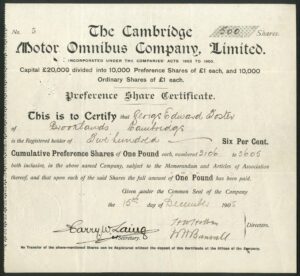 No. 5 500 Shares.
The Cambridge
Motor Omnibus Company, Limited.
INCORPORATED UNDER THE COMPANIES' ACTS 1862 TO 1900.
Capital £20,000 divided into 10,000 Preference Shares of £1 each, and 10,000
Ordinary Shares of £1 each.
Preference Share Certificate.
This is to Certify that George Edward Foster
of Brooklands Cambridge
is the Registered holder of Five hundred Six Per Cent.
Cumulative Preference Shares of One Pound each, numbered 3106 to 3605
both inclusive, in the above named Company, subject to the Memorandum and Articles of Association
thereof, and that upon each of the said Shares the full amount of One Pound has been paid.
Given under the Common Seal of the Company
the 15th day of December 1905
Secretary.
Directors.
No Transfer of the above-mentioned Shares can be Registered without the deposit of this Certificate at the Offices of the Company.